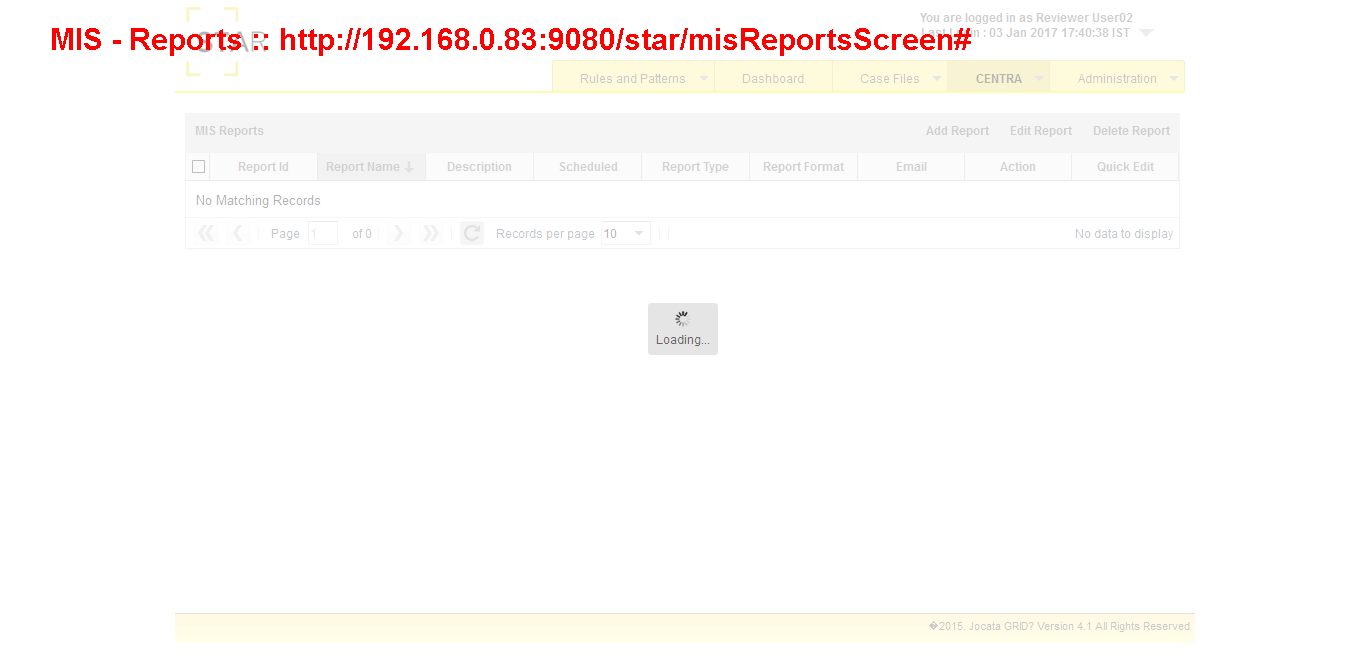 You are logged in as Reviewer User02
MIS - Reports :: http://192.168.0.83:9080/star/misReportsScreen#
STAR
Last Login : 03 Jan 2017 17:40:38 IST
Rules and Patterns Dashboard Case Files CENTRA Administration
MIS Reports Add Report Edit Report Delete Report
Report Id Report Name Description Scheduled Report Type Report Format Email Action Quick Edit
No Matching Records
Page 1 of 0 Records per page 10 No data to display
Loading...
�2015. Jocata GRID? Version 4.1 All Rights Reserved